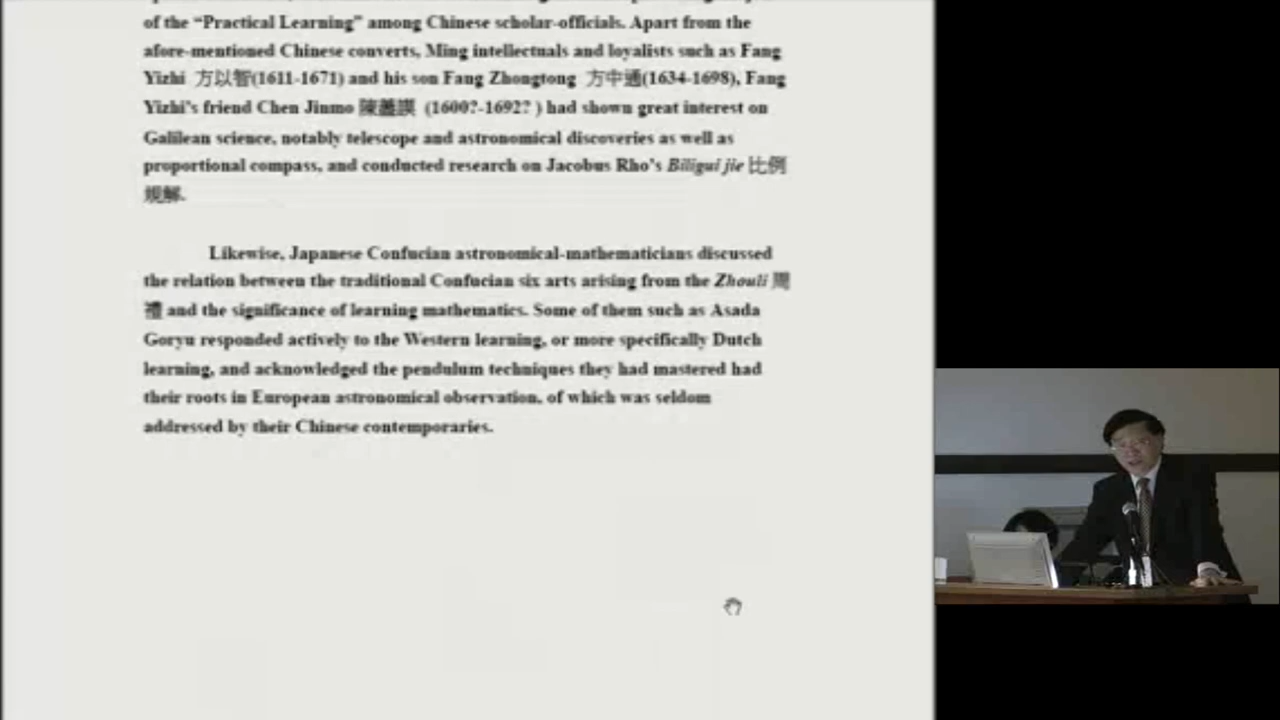 of the “Practical Learning” among Chinese scholar-officials. Apart from the
afore-mentioned Chinese converts, Ming intellectuals and loyalists such as Fang
Yizhi 方以智(1611-1671) and his son Fang Zhongtong 方中通(1634-1698), Fang
Yizhi's friend Chen Jinmo 陳藎謨 (1600?-1692? ) had shown great interest on
Galilean science, notably telescope and astronomical discoveries as well as
proportional compass, and conducted research on Jacobus Rho's Biligui jie 比例
規解.
Likewise, Japanese Confucian astronomical-mathematicians discussed
the relation between the traditional Confucian six arts arising from the Zhouli 周
禮 and the significance of learning mathematics. Some of them such as Asada
Goryu responded actively to the Western learning, or more specifically Dutch
learning, and acknowledged the pendulum techniques they had mastered had
their roots in European astronomical observation, of which was seldom
addressed by their Chinese contemporaries.